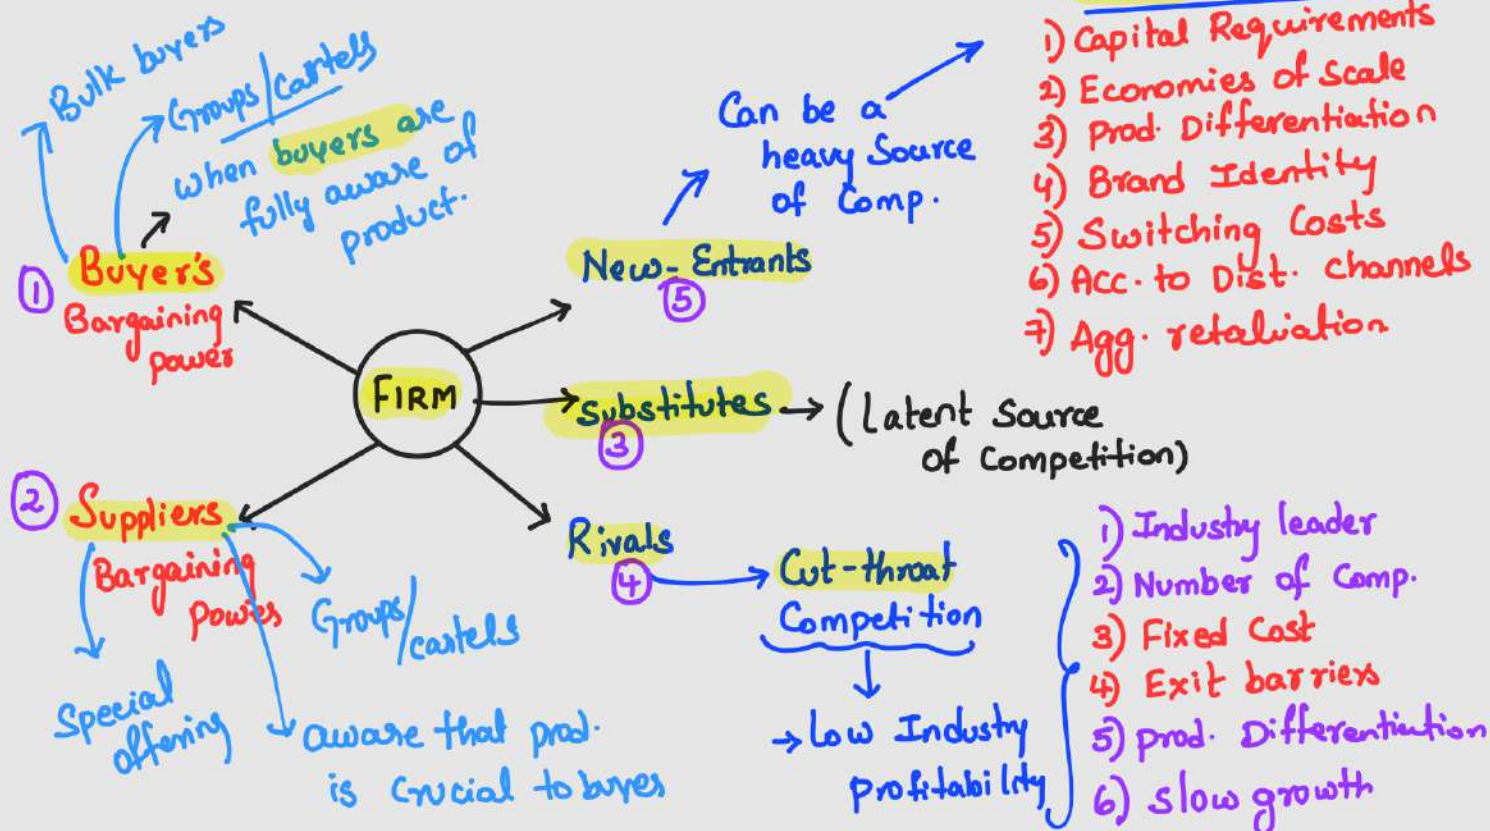 Bulk buyers
Groups/cartels
when buyers are
fully aware of
product.
① Buyer's
Bargaining
power
FIRM
② Suppliers
Bargaining
Powies
Special
offering
Groups/
cartels
aware that prod.
is crucial to buyes
New-Entrants
⑤
Can be a
heavy Source
of Comp.
1) Capital Requirements
2) Economies of Scale
3) Prod. Differentiation
4) Brand Identity
5) Switching Costs
6) Acc. to Dist. channels
7) Agg. retaliation
Substitutes
③
(Latent Source
of Competition)
Rivals
④
Cut-throat
Competition
→ Low Industry
Profitability
1) Industry leader
2) Number of Comp.
3) Fixed Cost
4) Exit barriers
5) Prod. Differentiution
6) Slow growth